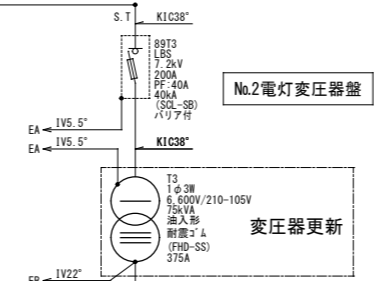 S.T
KIC38°
89T3
LBS
7.2kV
200A
PF:40A
40kA
(SCL-SB)
バリア付
No.2電灯変圧器盤
EA
IV5.5°
EA
IV5.5°
KIC38°
T3
1φ3W
6,600V/210-105V
75kVA
油入形
耐震ゴム
(FHD-SS)
375A
変圧器更新
IV22°
EB